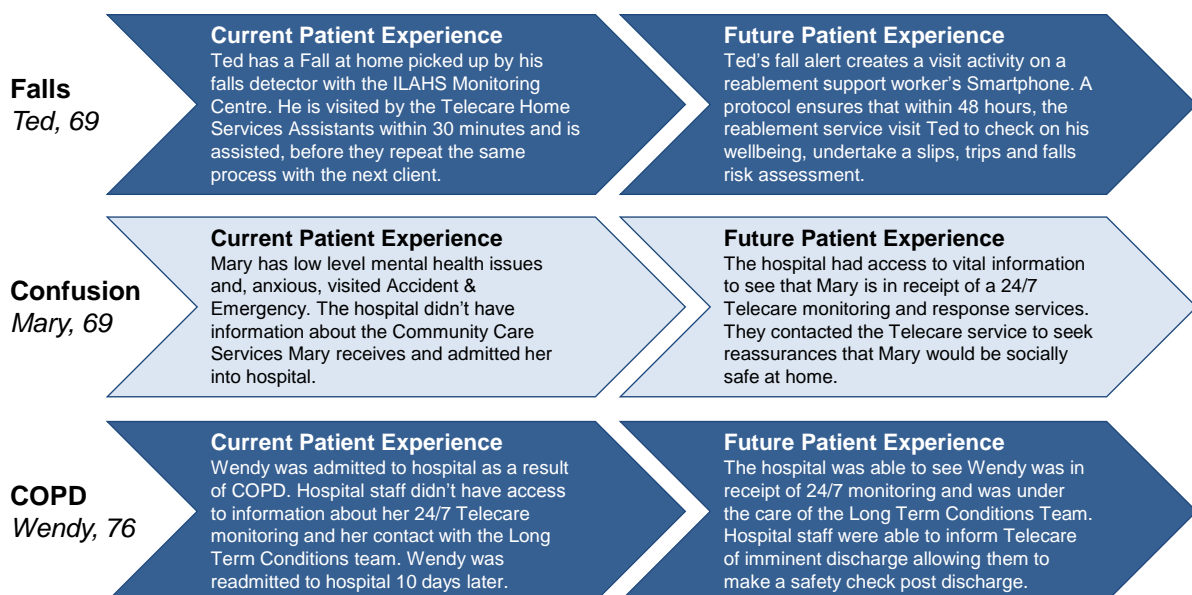 Falls
Ted, 69
Current Patient Experience
Ted has a Fall at home picked up by his
falls detector with the ILAHS Monitoring
Centre. He is visited by the Telecare Home
Services Assistants within 30 minutes and is
assisted, before they repeat the same
process with the next client.
Future Patient Experience
Ted’s fall alert creates a visit activity on a
reablement support worker’s Smartphone. A
protocol ensures that within 48 hours, the
reablement service visit Ted to check on his
wellbeing, undertake a slips, trips and falls
risk assessment.
Confusion
Mary, 69
Current Patient Experience
Mary has low level mental health issues
and, anxious, visited Accident &
Emergency. The hospital didn’t have
information about the Community Care
Services Mary receives and admitted her
into hospital.
Future Patient Experience
The hospital had access to vital information
to see that Mary is in receipt of a 24/7
Telecare monitoring and response services.
They contacted the Telecare service to seek
reassurances that Mary would be socially
safe at home.
COPD
Wendy, 76
Current Patient Experience
Wendy was admitted to hospital as a result
of COPD. Hospital staff didn’t have access
to information about her 24/7 Telecare
monitoring and her contact with the Long
Term Conditions team. Wendy was
readmitted to hospital 10 days later.
Future Patient Experience
The hospital was able to see Wendy was in
receipt of 24/7 monitoring and was under
the care of the Long Term Conditions Team.
Hospital staff were able to inform Telecare
of imminent discharge allowing them to
make a safety check post discharge.